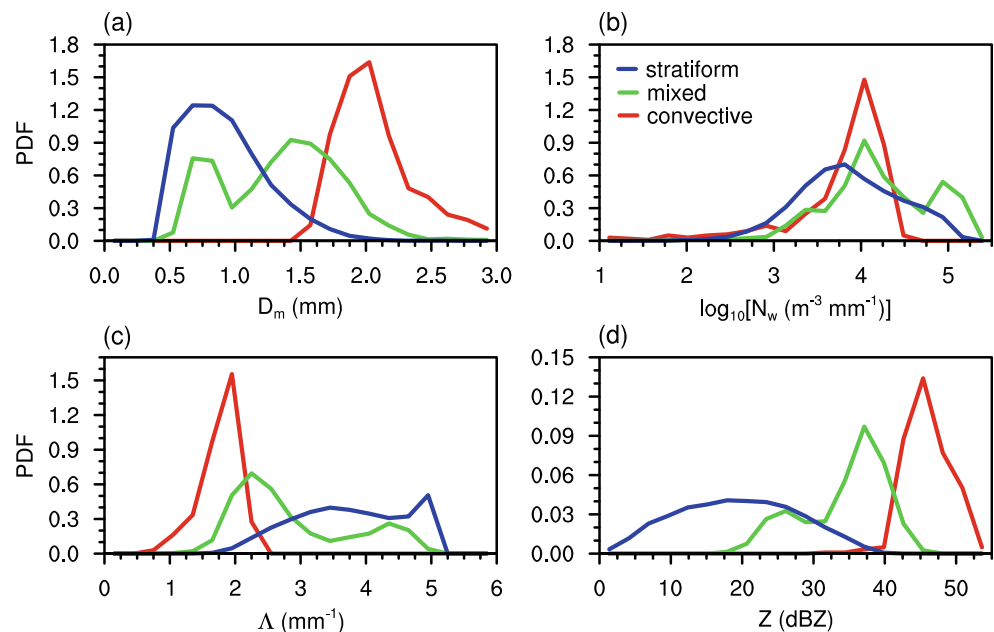 (a)
1.8
1.5
1.2
0.9
0.6
0.3
0.0
PDF
0.0 0.5 1.0 1.5 2.0 2.5 3.0
Dₘ (mm)
(b)
1.8
1.5
1.2
0.9
0.6
0.3
0.0
stratiform
mixed
convective
1 2 3 4 5
log₁₀[N_w (m⁻³ mm⁻¹)]
(c)
1.5
1.2
0.9
0.6
0.3
0.0
PDF
0 1 2 3 4 5 6
Λ (mm⁻¹)
(d)
0.15
0.12
0.09
0.06
0.03
0.00
0 10 20 30 40 50
Z (dBZ)